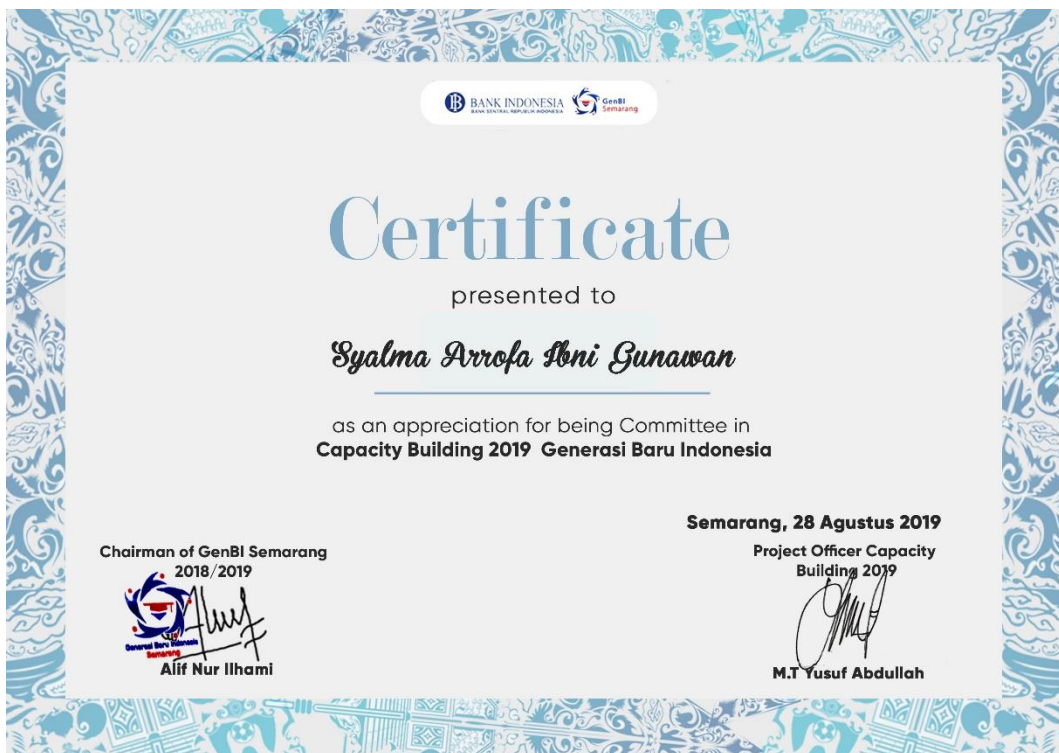 BANK INDONESIA
BANK SENTRAL REPUBLIK INDONESIA
GenBI
Semarang
Certificate
presented to
Syalma Arrofa Ibni Gunawan
as an appreciation for being Committee in
Capacity Building 2019 Generasi Baru Indonesia
Semarang, 28 Agustus 2019
Chairman of GenBI Semarang
2018/2019
Generasi Baru Indonesia
Semarang
Alif Nur Ilhami
Project Officer Capacity
Building 2019
M.T Yusuf Abdullah